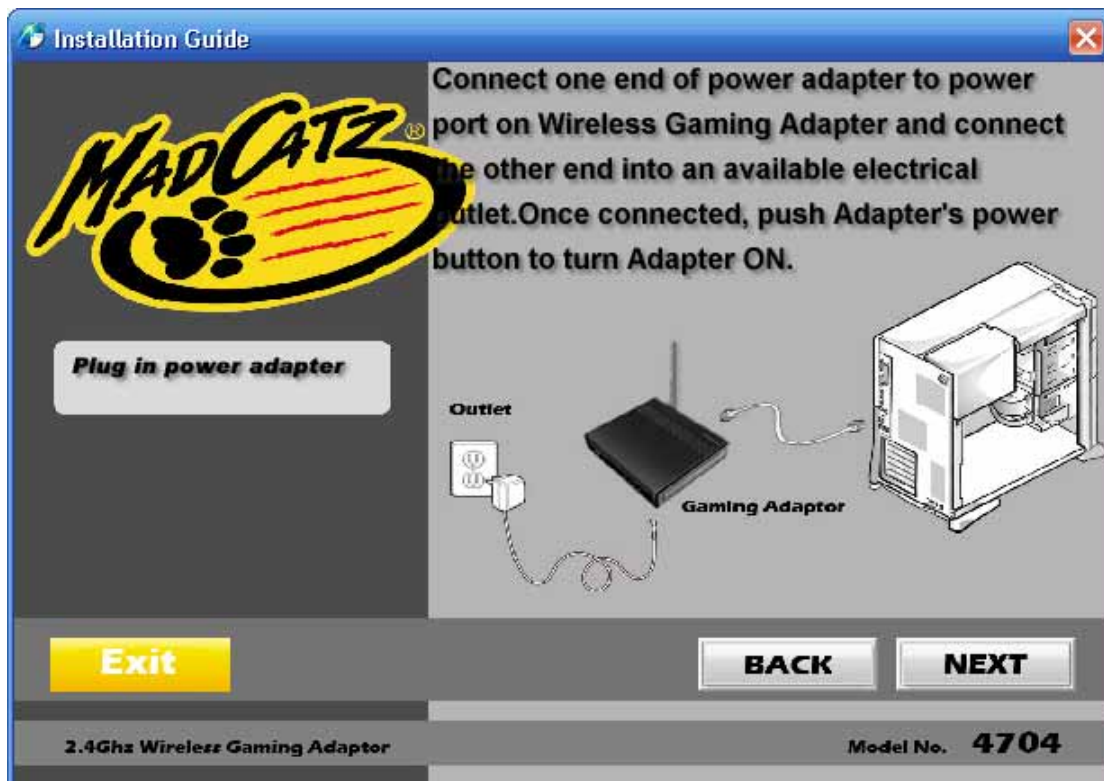 Installation Guide
MADCATZ®
Connect one end of power adapter to power
port on Wireless Gaming Adapter and connect
the other end into an available electrical
outlet.Once connected, push Adapter's power
button to turn Adapter ON.
Plug in power adapter
Outlet
Gaming Adaptor
Exit
BACK
NEXT
2.4Ghz Wireless Gaming Adaptor
Model No. 4704